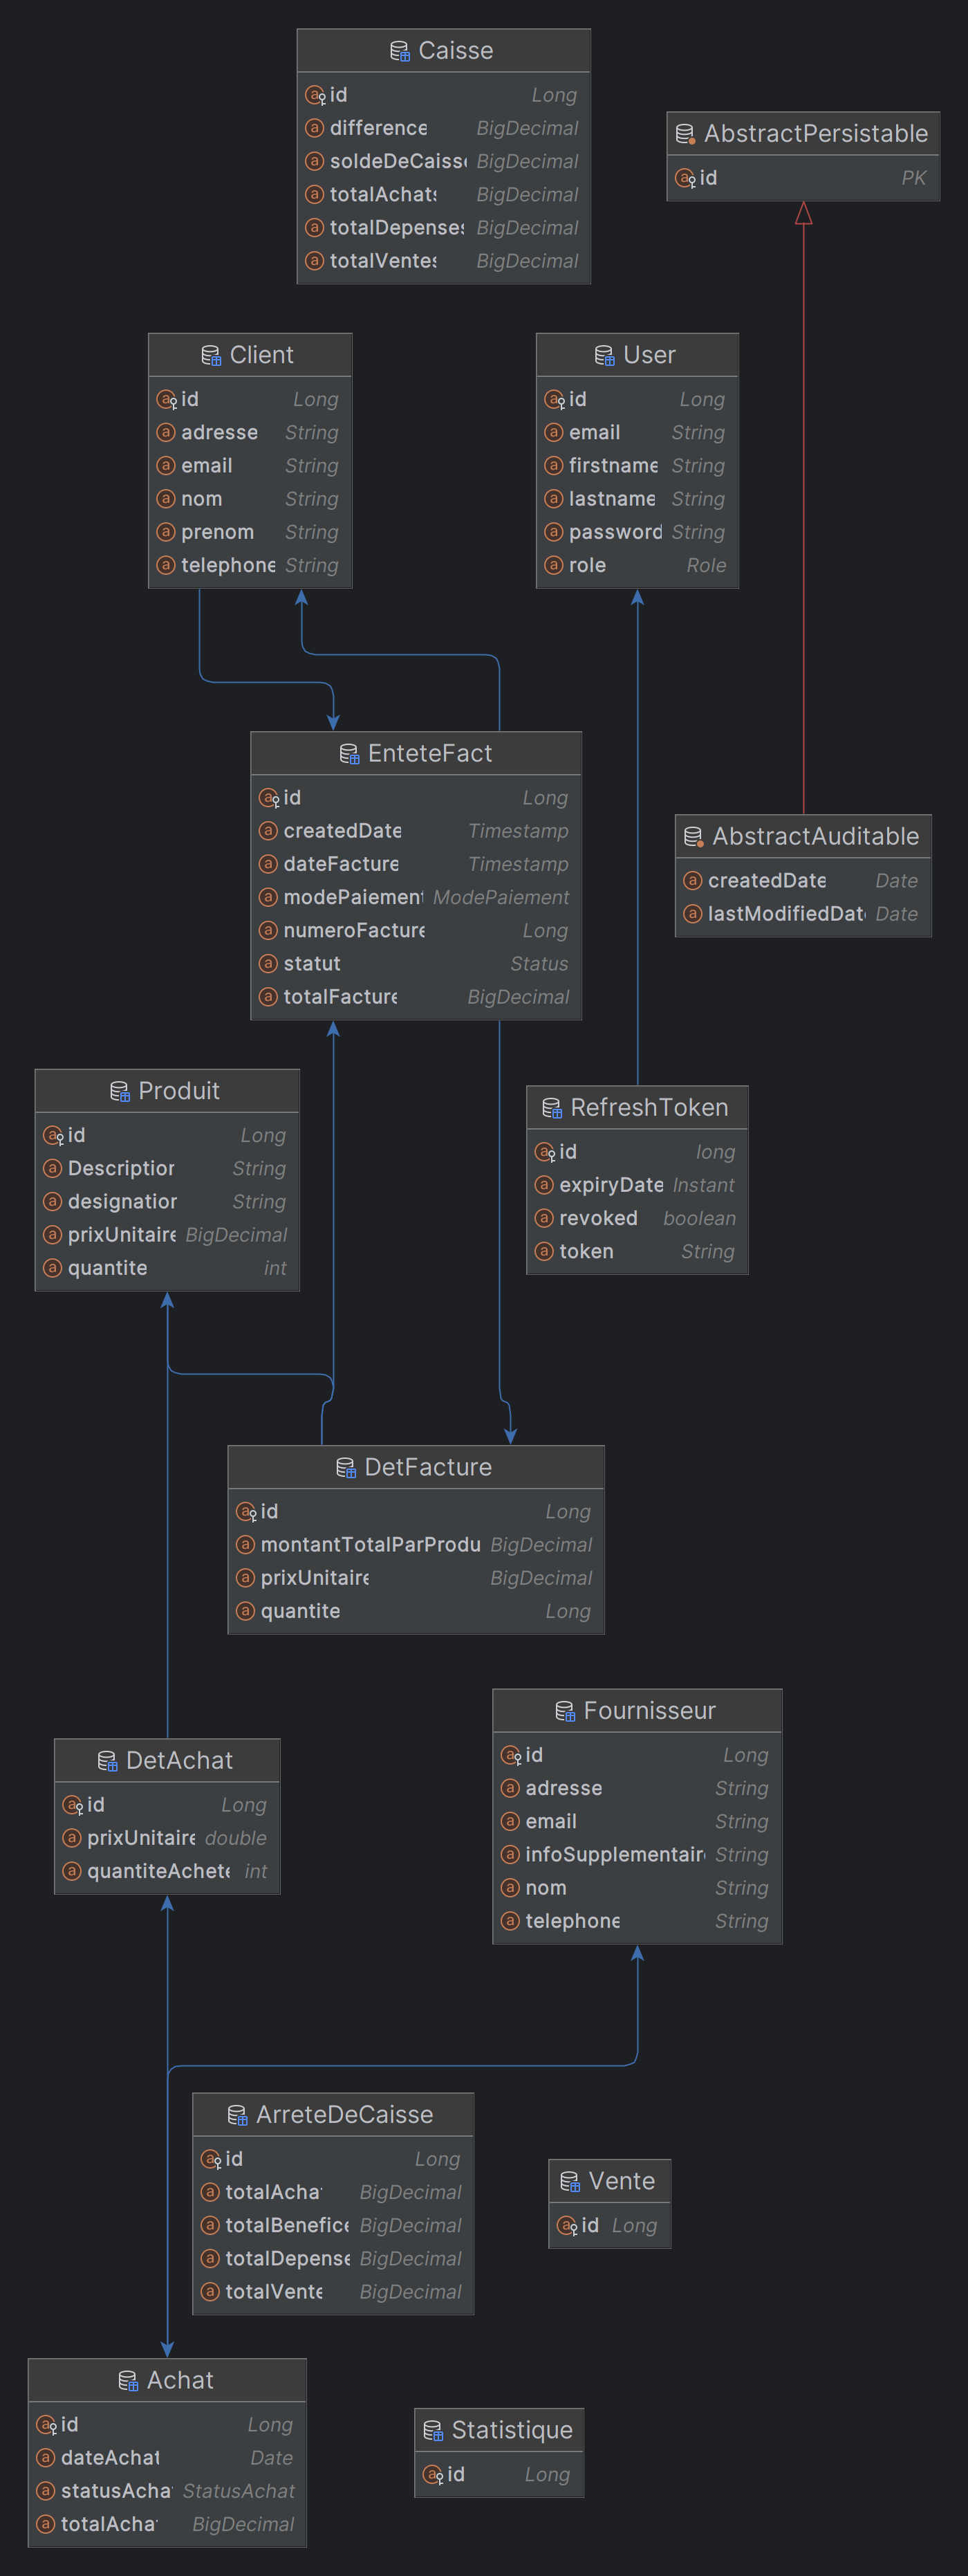 Caisse
id Long
difference BigDecimal
soldeDeCaisse BigDecimal
totalAchats BigDecimal
totalDepenses BigDecimal
totalVentes BigDecimal
AbstractPersistable
id PK
Client
id Long
adresse String
email String
nom String
prenom String
telephone String
User
id Long
email String
firstname String
lastname String
password String
role Role
EnteteFact
id Long
createdDate Timestamp
dateFacture Timestamp
modePaiement ModePaiement
numeroFacture Long
statut Status
totalFacture BigDecimal
AbstractAuditable
createdDate Date
lastModifiedDat Date
Produit
id Long
Description String
designation String
prixUnitaire BigDecimal
quantite int
RefreshToken
id long
expiryDate Instant
revoked boolean
token String
DetFacture
id Long
montantTotalParProdu BigDecimal
prixUnitaire BigDecimal
quantite Long
Fournisseur
id Long
adresse String
email String
infoSupplementair String
nom String
telephone String
DetAchat
id Long
prixUnitaire double
quantiteAchete int
ArreteDeCaisse
id Long
totalAcha BigDecimal
totalBenefice BigDecimal
totalDepense BigDecimal
totalVente BigDecimal
Vente
id Long
Achat
id Long
dateAchat Date
statusAcha StatusAchat
totalAcha BigDecimal
Statistique
id Long